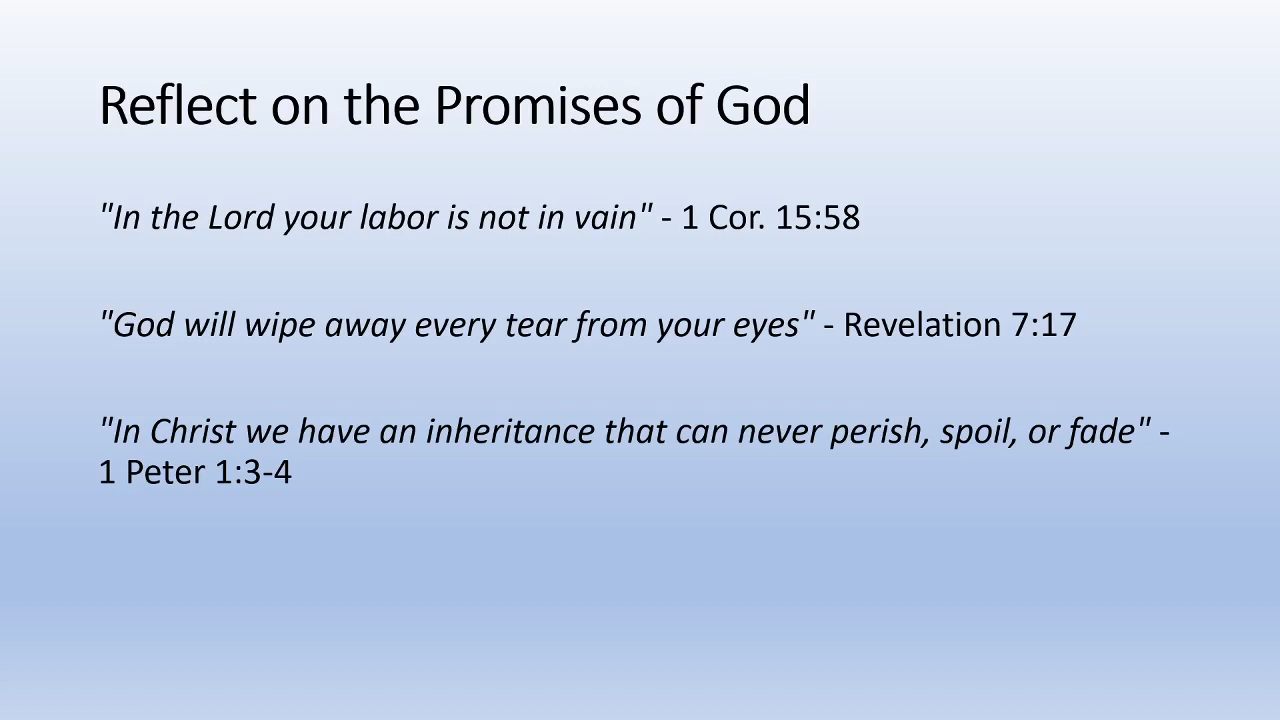 Reflect on the Promises of God
"In the Lord your labor is not in vain" - 1 Cor. 15:58
"God will wipe away every tear from your eyes" - Revelation 7:17
"In Christ we have an inheritance that can never perish, spoil, or fade" -
1 Peter 1:3-4